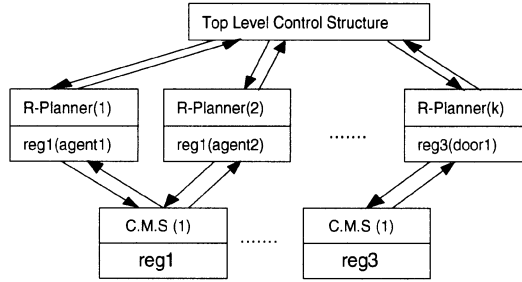 Top Level Control Structure
R-Planner(1) R-Planner(2) R-Planner(k)
reg1(agent1) reg1(agent2) ....... reg3(door1)
C.M.S (1) C.M.S (1)
reg1 ....... reg3